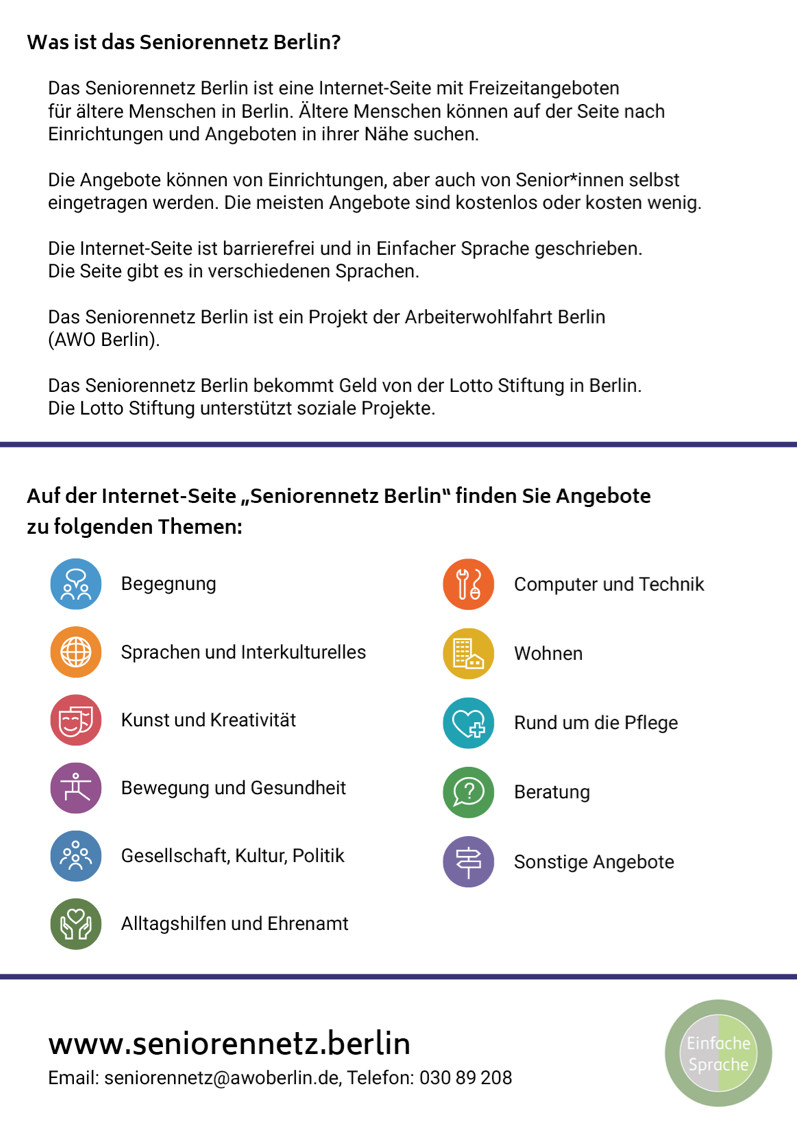 Was ist das Seniorennetz Berlin?
Das Seniorennetz Berlin ist eine Internet-Seite mit Freizeitangeboten
für ältere Menschen in Berlin. Ältere Menschen können auf der Seite nach
Einrichtungen und Angeboten in ihrer Nähe suchen.
Die Angebote können von Einrichtungen, aber auch von Senior*innen selbst
eingetragen werden. Die meisten Angebote sind kostenlos oder kosten wenig.
Die Internet-Seite ist barrierefrei und in Einfacher Sprache geschrieben.
Die Seite gibt es in verschiedenen Sprachen.
Das Seniorennetz Berlin ist ein Projekt der Arbeiterwohlfahrt Berlin
(AWO Berlin).
Das Seniorennetz Berlin bekommt Geld von der Lotto Stiftung in Berlin.
Die Lotto Stiftung unterstützt soziale Projekte.
Auf der Internet-Seite „Seniorennetz Berlin“ finden Sie Angebote
zu folgenden Themen:
Begegnung
Sprachen und Interkulturelles
Kunst und Kreativität
Bewegung und Gesundheit
Gesellschaft, Kultur, Politik
Alltagshilfen und Ehrenamt
Computer und Technik
Wohnen
Rund um die Pflege
Beratung
Sonstige Angebote
www.seniorennetz.berlin
Email: seniorennetz@awoberlin.de, Telefon: 030 89 208
Einfache
Sprache